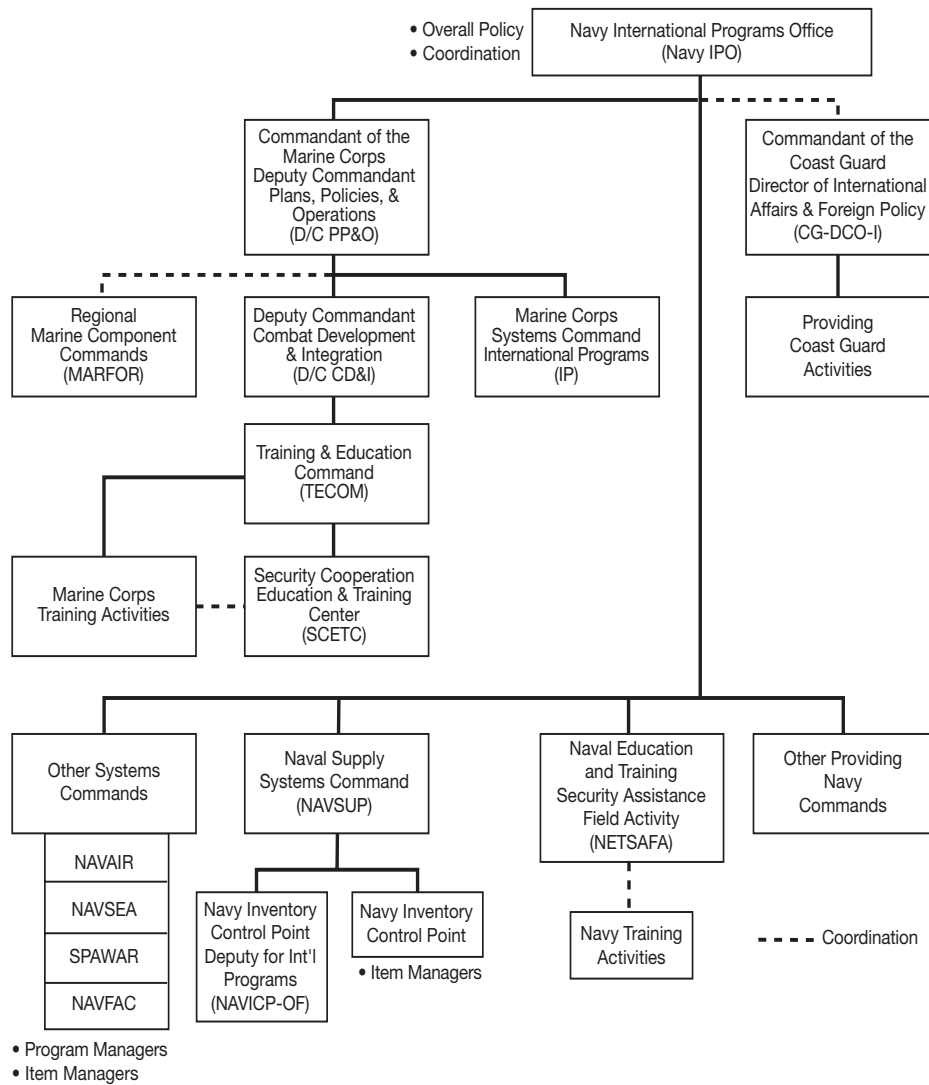 • Overall Policy
• Coordination
Navy International Programs Office
(Navy IPO)
Commandant of the
Marine Corps
Deputy Commandant
Plans, Policies, &
Operations
(D/C PP&O)
Commandant of the
Coast Guard
Director of International
Affairs & Foreign Policy
(CG-DCO-I)
Regional
Marine Component
Commands
(MARFOR)
Deputy Commandant
Combat Development
& Integration
(D/C CD&I)
Marine Corps
Systems Command
International Programs
(IP)
Providing
Coast Guard
Activities
Training & Education
Command
(TECOM)
Marine Corps
Training Activities
Security Cooperation
Education & Training
Center
(SCETC)
Other Systems
Commands
NAVAIR
NAVSEA
SPAWAR
NAVFAC
• Program Managers
• Item Managers
Naval Supply
Systems Command
(NAVSUP)
Navy Inventory
Control Point
Deputy for Int'l
Programs
(NAVICP-OF)
Navy Inventory
Control Point
• Item Managers
Naval Education
and Training
Security Assistance
Field Activity
(NETSAFA)
Navy Training
Activities
Other Providing
Navy
Commands
Coordination